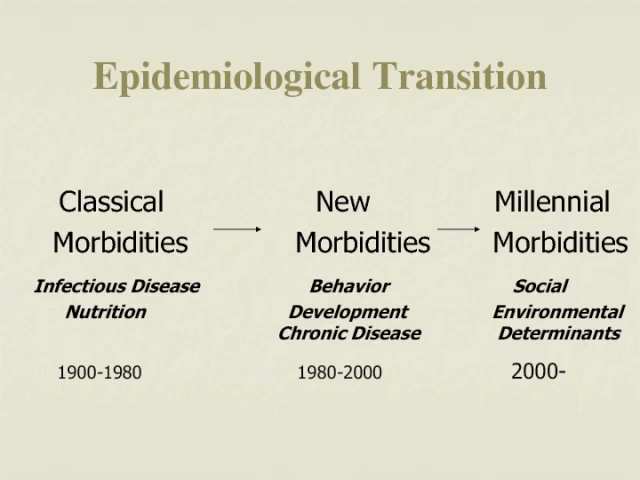 Epidemiological Transition
Classical
Morbidities
Infectious Disease
Nutrition
1900-1980
New
Morbidities
Behavior
Development
Chronic Disease
1980-2000
Millennial
Morbidities
Social
Environmental
Determinants
2000-